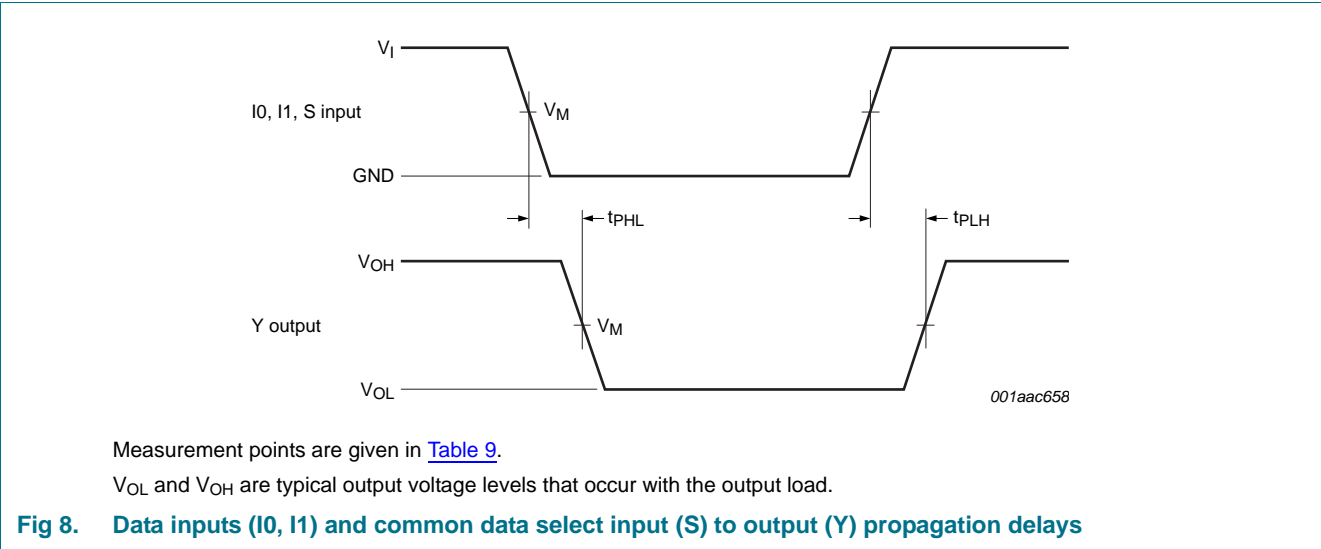 VI
I0, I1, S input
VM
GND
tPHL
tPLH
VOH
Y output
VM
VOL
001aac658
Measurement points are given in Table 9.
VOL and VOH are typical output voltage levels that occur with the output load.
Fig 8. Data inputs (I0, I1) and common data select input (S) to output (Y) propagation delays